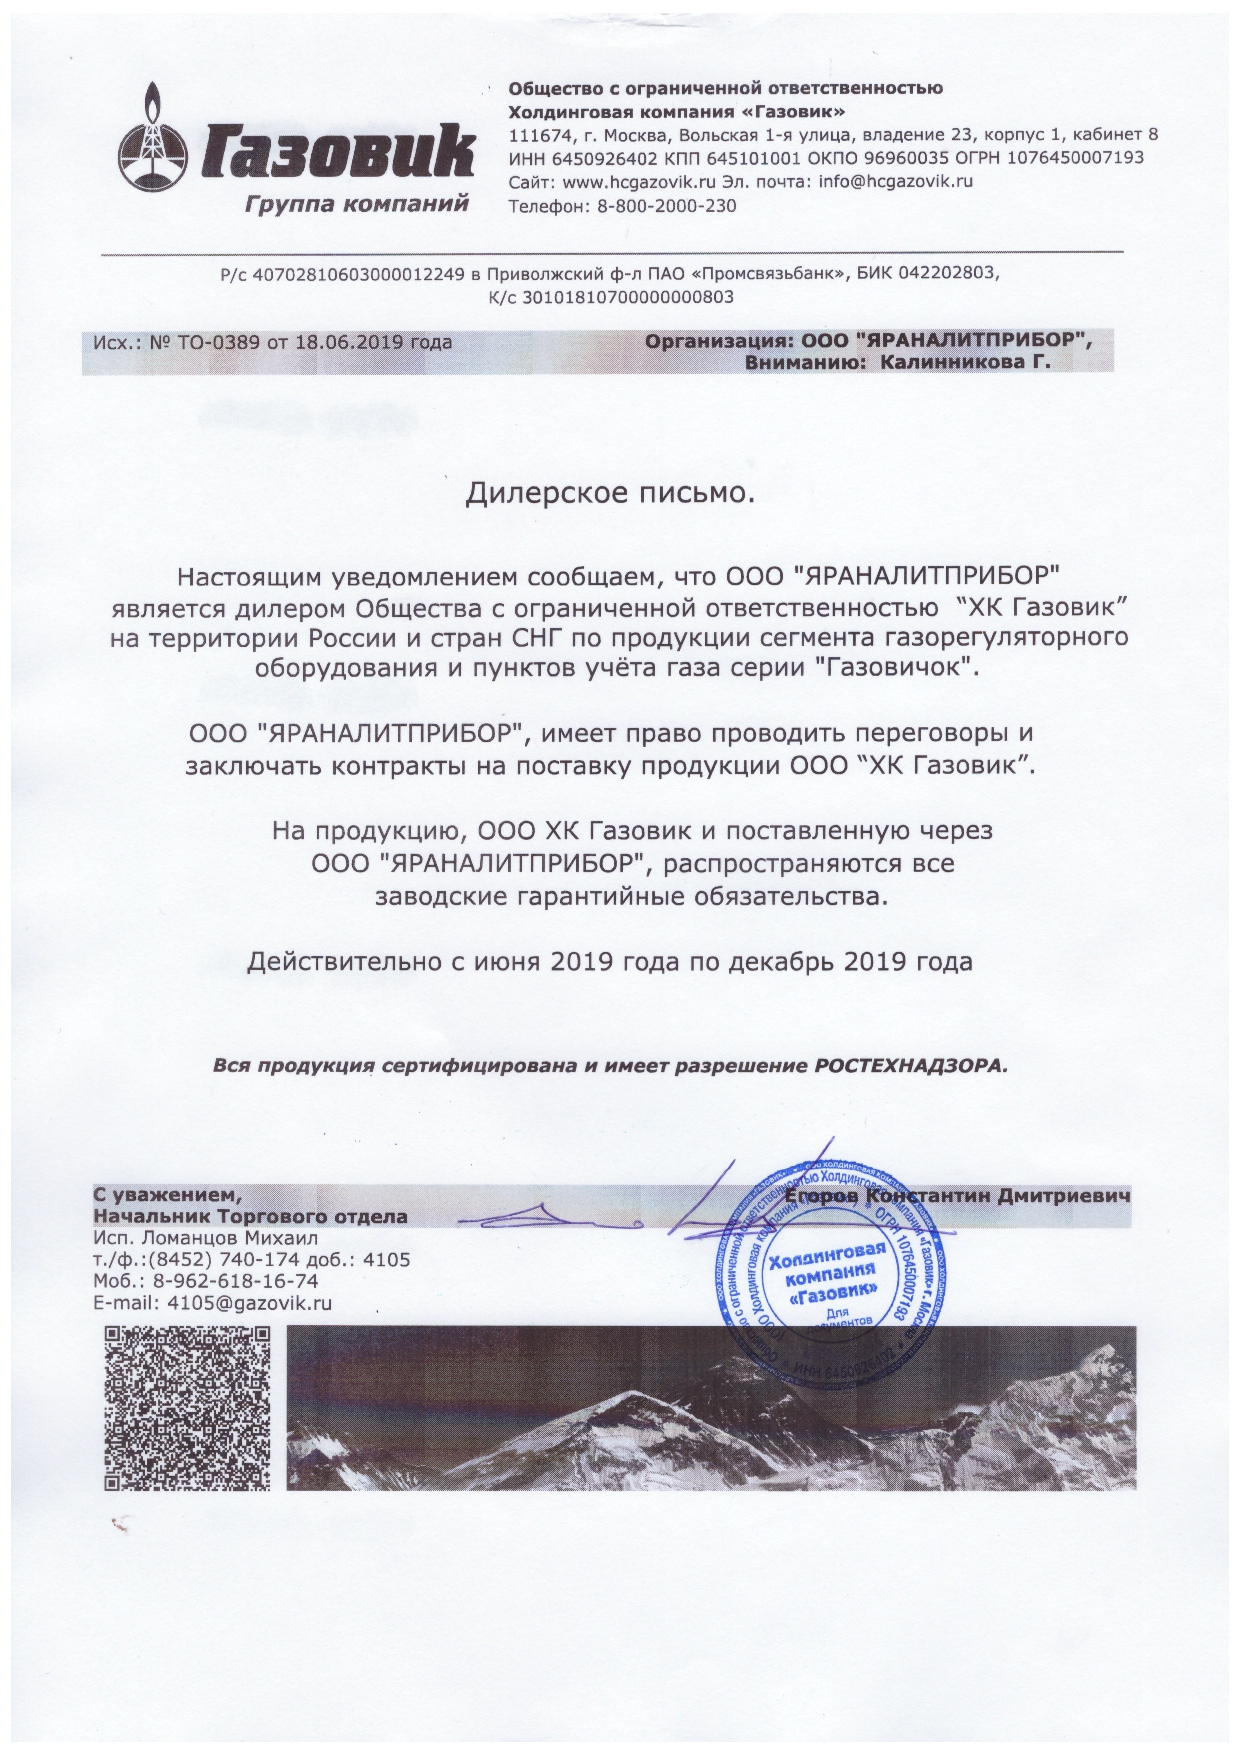 Газовик
Группа компаний
Общество с ограниченной ответственностью
Холдинговая компания «Газовик»
111674, г. Москва, Вольская 1-я улица, владение 23, корпус 1, кабинет 8
ИНН 6450926402 КПП 645101001 ОКПО 96960035 ОГРН 1076450007193
Сайт: www.hcgazovik.ru Эл. почта: info@hcgazovik.ru
Телефон: 8-800-2000-230
Р/с 40702810603000012249 в Приволжский ф-л ПАО «Промсвязьбанк», БИК 042202803,
К/с 30101810700000000803
Исх.: № ТО-0389 от 18.06.2019 года
Организация: ООО "ЯРАНАЛИТПРИБОР",
Вниманию: Калинникова Г.
Дилерское письмо.
Настоящим уведомлением сообщаем, что ООО "ЯРАНАЛИТПРИБОР"
является дилером Общества с ограниченной ответственностью “ХК Газовик”
на территории России и стран СНГ по продукции сегмента газорегуляторного
оборудования и пунктов учёта газа серии "Газовичок".
ООО "ЯРАНАЛИТПРИБОР", имеет право проводить переговоры и
заключать контракты на поставку продукции ООО “ХК Газовик”.
На продукцию, ООО ХК Газовик и поставленную через
ООО "ЯРАНАЛИТПРИБОР", распространяются все
заводские гарантийные обязательства.
Действительно с июня 2019 года по декабрь 2019 года
Вся продукция сертифицирована и имеет разрешение РОСТЕХНАДЗОРА.
С уважением,
Начальник Торгового отдела
Егоров Константин Дмитриевич
Исп. Ломанцов Михаил
т./ф.:(8452) 740-174 доб.: 4105
Моб.: 8-962-618-16-74
E-mail: 4105@gazovik.ru
Холдинговая
компания
«Газовик»
Для
документов
ОГРН 1076450007193
ИНН 6450926402